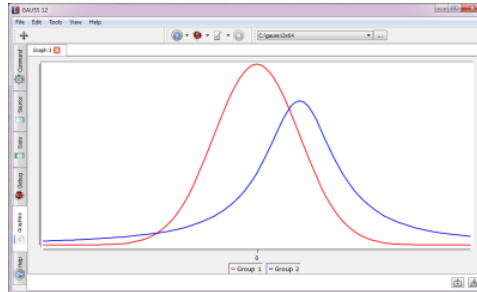 GAUSS 12
File Edit Tools View Help
C:\gauss12x64
...
Graph 3
Command
Source
Data
Debug
Graphics
Help
0
Group 1 Group 2